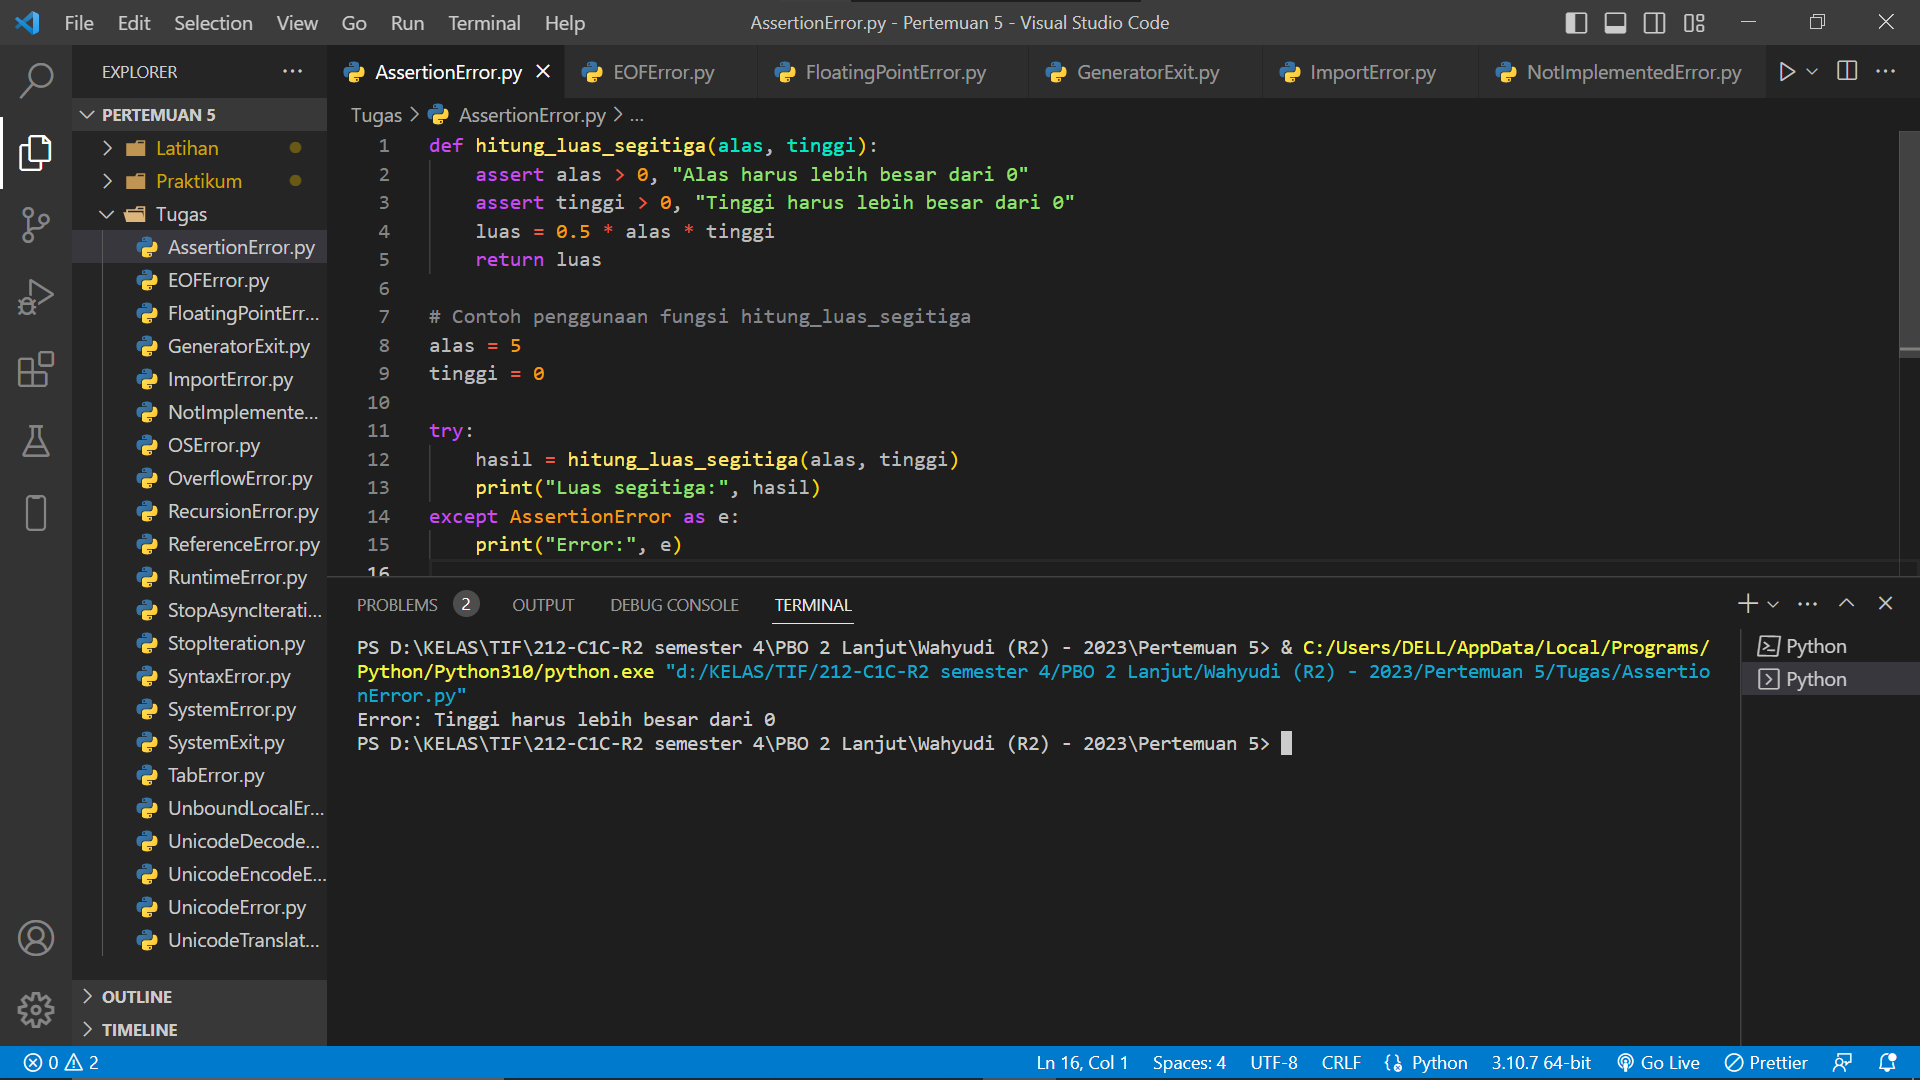 File Edit Selection View Go Run Terminal Help
AssertionError.py - Pertemuan 5 - Visual Studio Code
EXPLORER
AssertionError.py EOFError.py FloatingPointError.py GeneratorExit.py ImportError.py NotImplementedError.py
PERTEMUAN 5
Latihan
Praktikum
Tugas
AssertionError.py
EOFError.py
FloatingPointErr...
GeneratorExit.py
ImportError.py
NotImplemente...
OSError.py
OverflowError.py
RecursionError.py
ReferenceError.py
RuntimeError.py
StopAsyncIterati...
StopIteration.py
SyntaxError.py
SystemError.py
SystemExit.py
TabError.py
UnboundLocalEr...
UnicodeDecode...
UnicodeEncodeE...
UnicodeError.py
UnicodeTranslat...
OUTLINE
TIMELINE
Tugas > AssertionError.py > ...
1 def hitung_luas_segitiga(alas, tinggi):
2 assert alas > 0, "Alas harus lebih besar dari 0"
3 assert tinggi > 0, "Tinggi harus lebih besar dari 0"
4 luas = 0.5 * alas * tinggi
5 return luas
6
7 # Contoh penggunaan fungsi hitung_luas_segitiga
8 alas = 5
9 tinggi = 0
10
11 try:
12 hasil = hitung_luas_segitiga(alas, tinggi)
13 print("Luas segitiga:", hasil)
14 except AssertionError as e:
15 print("Error:", e)
16
PROBLEMS 2 OUTPUT DEBUG CONSOLE TERMINAL
PS D:\KELAS\TIF\212-C1C-R2 semester 4\PBO 2 Lanjut\Wahyudi (R2) - 2023\Pertemuan 5> & C:/Users/DELL/AppData/Local/Programs/
Python/Python310/python.exe "d:/KELAS/TIF/212-C1C-R2 semester 4/PBO 2 Lanjut/Wahyudi (R2) - 2023/Pertemuan 5/Tugas/Assertio
nError.py"
Error: Tinggi harus lebih besar dari 0
PS D:\KELAS\TIF\212-C1C-R2 semester 4\PBO 2 Lanjut\Wahyudi (R2) - 2023\Pertemuan 5>
Python
Python
0 2
Ln 16, Col 1 Spaces: 4 UTF-8 CRLF Python 3.10.7 64-bit Go Live Prettier